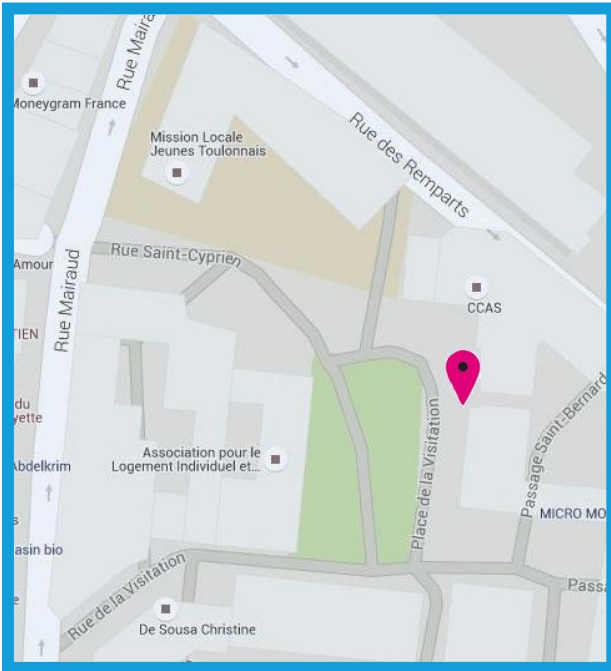 Rue Maira
Moneygram France
Mission Locale
Jeunes Toulonnais
Rue des Remparts
Rue Saint-Cyprien
Amour
Rue Mairaud
CCAS
TIEN
du
yette
Association pour le
Logement Individuel et...
Abdelkrim
Place de la Visitation
Passage Saint-Bernard
MICRO MO
s
asin bio
Rue de la Visitation
Passa
e
De Sousa Christine